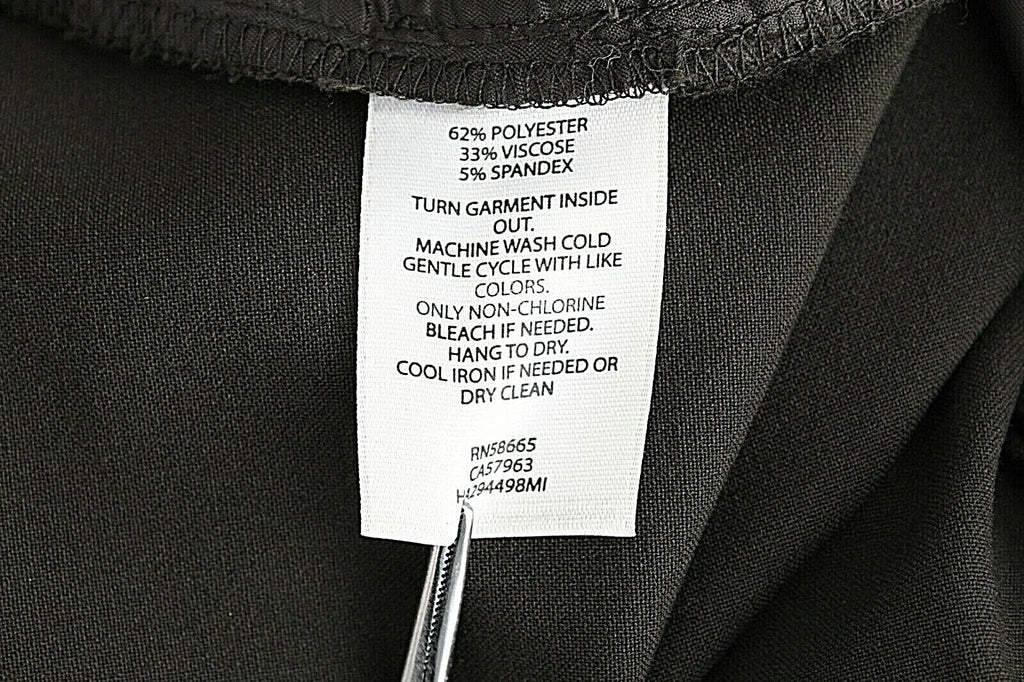 62% POLYESTER
33% VISCOSE
5% SPANDEX
TURN GARMENT INSIDE
OUT.
MACHINE WASH COLD
GENTLE CYCLE WITH LIKE
COLORS.
ONLY NON-CHLORINE
BLEACH IF NEEDED.
HANG TO DRY.
COOL IRON IF NEEDED OR
DRY CLEAN
RN58665
CA57963